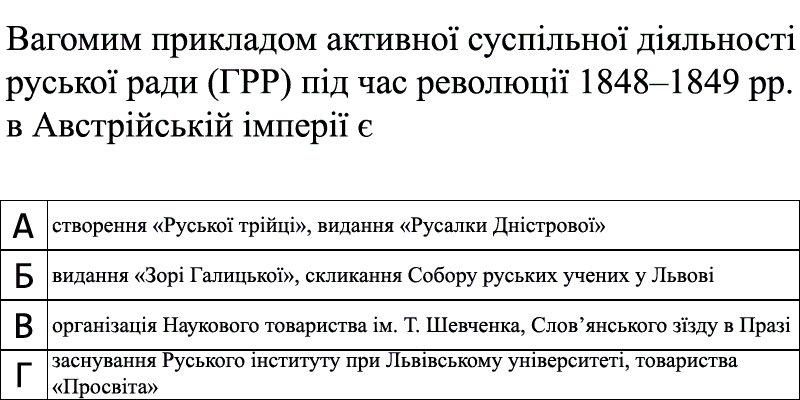 Вагомим прикладом активної суспільної діяльності
руської ради (ГРР) під час революції 1848–1849 рр.
в Австрійській імперії є
А створення «Руської трійці», видання «Русалки Дністрової»
Б видання «Зорі Галицької», скликання Собору руських учених у Львові
В організація Наукового товариства ім. Т. Шевченка, Слов’янського зʼїзду в Празі
Г заснування Руського інституту при Львівському університеті, товариства
«Просвіта»